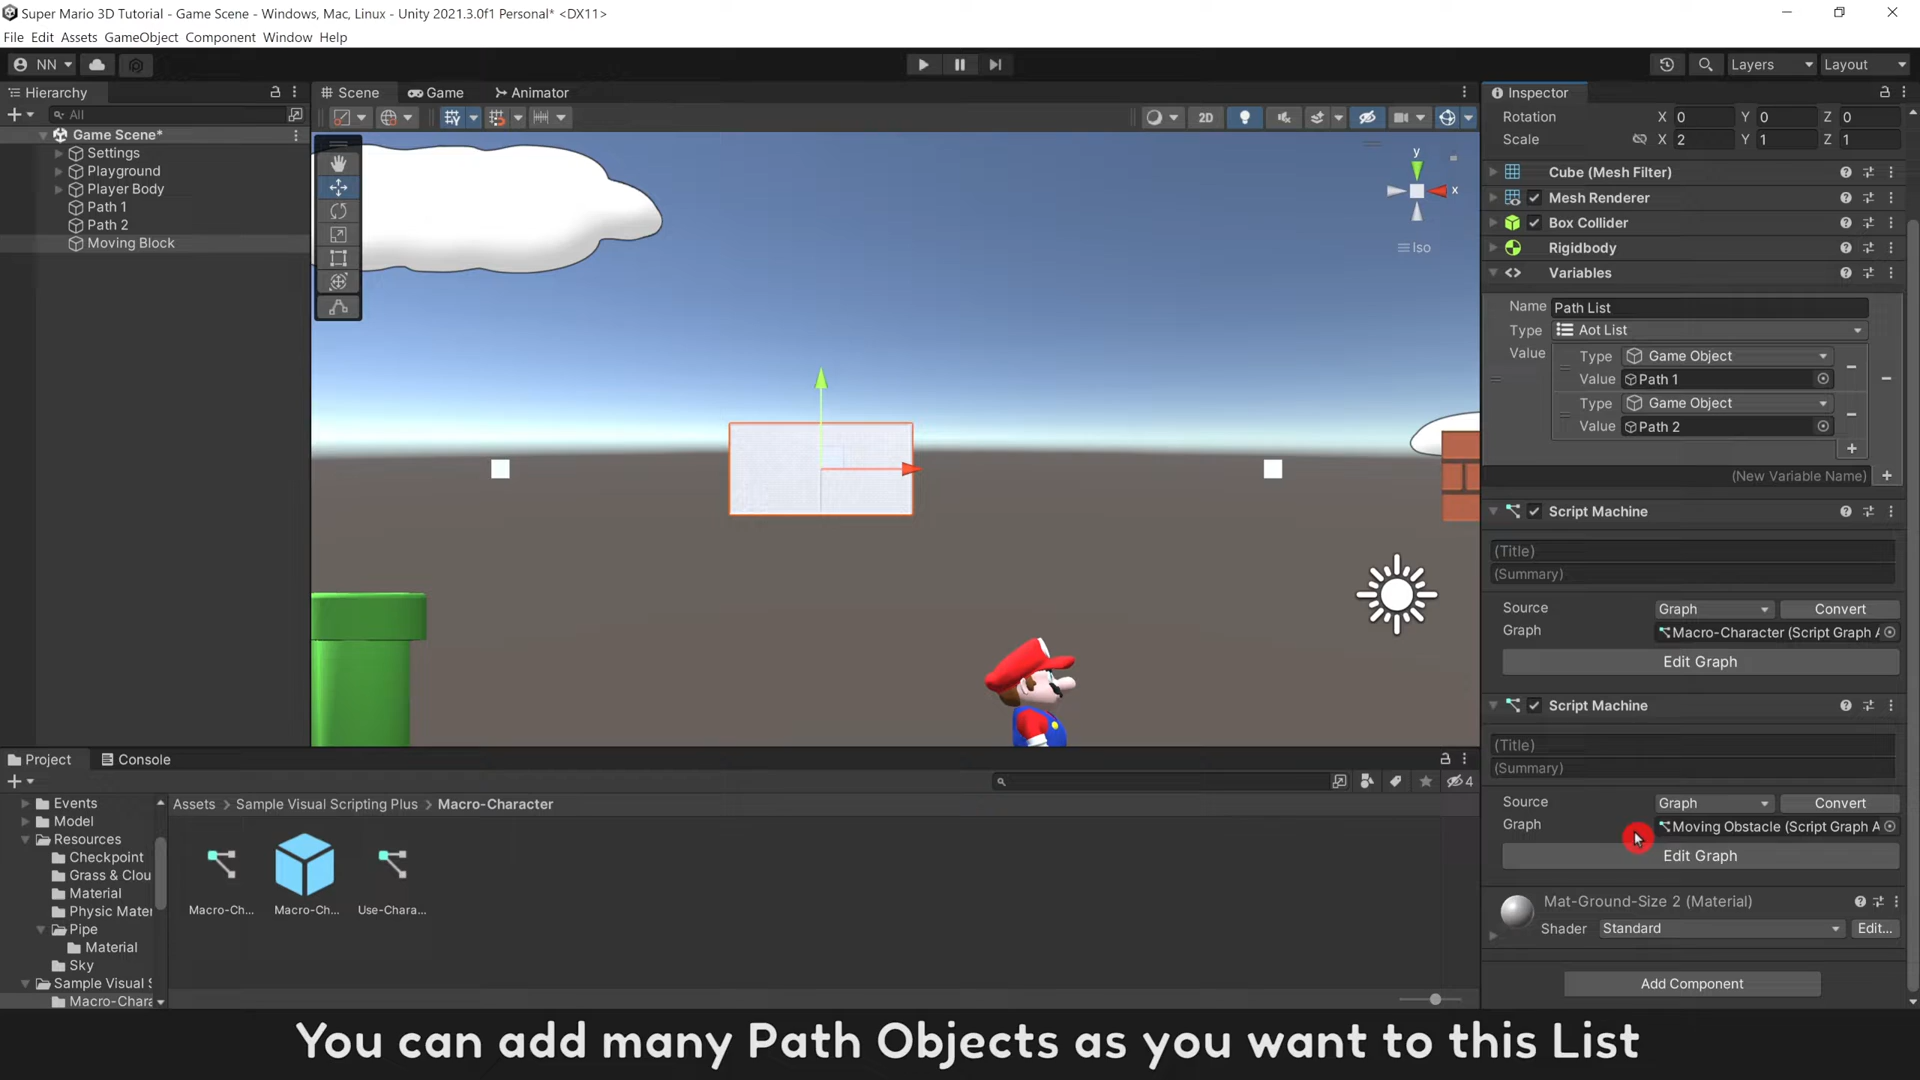 Super Mario 3D Tutorial - Game Scene - Windows, Mac, Linux - Unity 2021.3.0f1 Personal* <DX11>
File Edit Assets GameObject Component Window Help
NN Layers Layout
Hierarchy
All
Game Scene*
Settings
Playground
Player Body
Path 1
Path 2
Moving Block
Scene Game Animator
2D
y
x
Iso
Inspector
Rotation X 0 Y 0 Z 0
Scale X 2 Y 1 Z 1
Cube (Mesh Filter)
Mesh Renderer
Box Collider
Rigidbody
Variables
Name Path List
Type Aot List
Value Type Game Object
Value Path 1
Type Game Object
Value Path 2
(New Variable Name)
Script Machine
(Title)
(Summary)
Source Graph Convert
Graph Macro-Character (Script Graph A
Edit Graph
Script Machine
(Title)
(Summary)
Source Graph Convert
Graph Moving Obstacle (Script Graph A
Edit Graph
Mat-Ground-Size 2 (Material)
Shader Standard Edit...
Add Component
Project Console
4
Events
Model
Resources
Checkpoint
Grass & Clou
Material
Physic Mater
Pipe
Material
Sky
Sample Visual S
Macro-Chara
Assets Sample Visual Scripting Plus Macro-Character
Macro-Ch... Macro-Ch... Use-Chara...
You can add many Path Objects as you want to this List